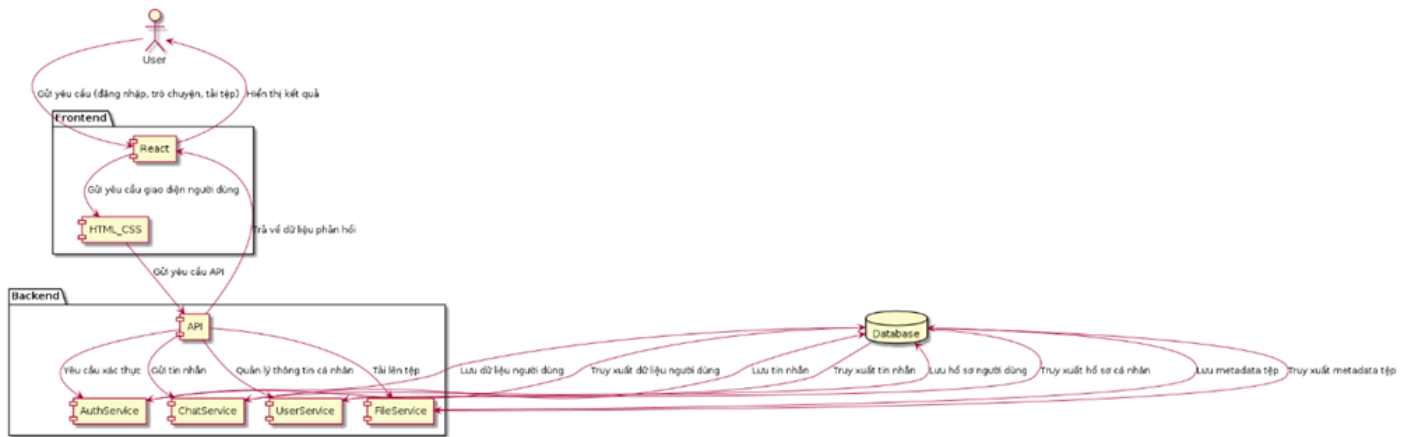 User
Gửi yêu cầu (đăng nhập, trò chuyện, tải tệp)
Hiển thị kết quả
Frontend
React
Gửi yêu cầu giao diện người dùng
HTML_CSS
Trả về dữ liệu phản hồi
Gửi yêu cầu API
Backend
API
Database
Yêu cầu xác thực
Gửi tin nhắn
Quản lý thông tin cá nhân
Tải lên tệp
Lưu dữ liệu người dùng
Truy xuất dữ liệu người dùng
Lưu tin nhắn
Truy xuất tin nhắn
Lưu hồ sơ người dùng
Truy xuất hồ sơ cá nhân
Lưu metadata tệp
Truy xuất metadata tệp
AuthService
ChatService
UserService
FileService